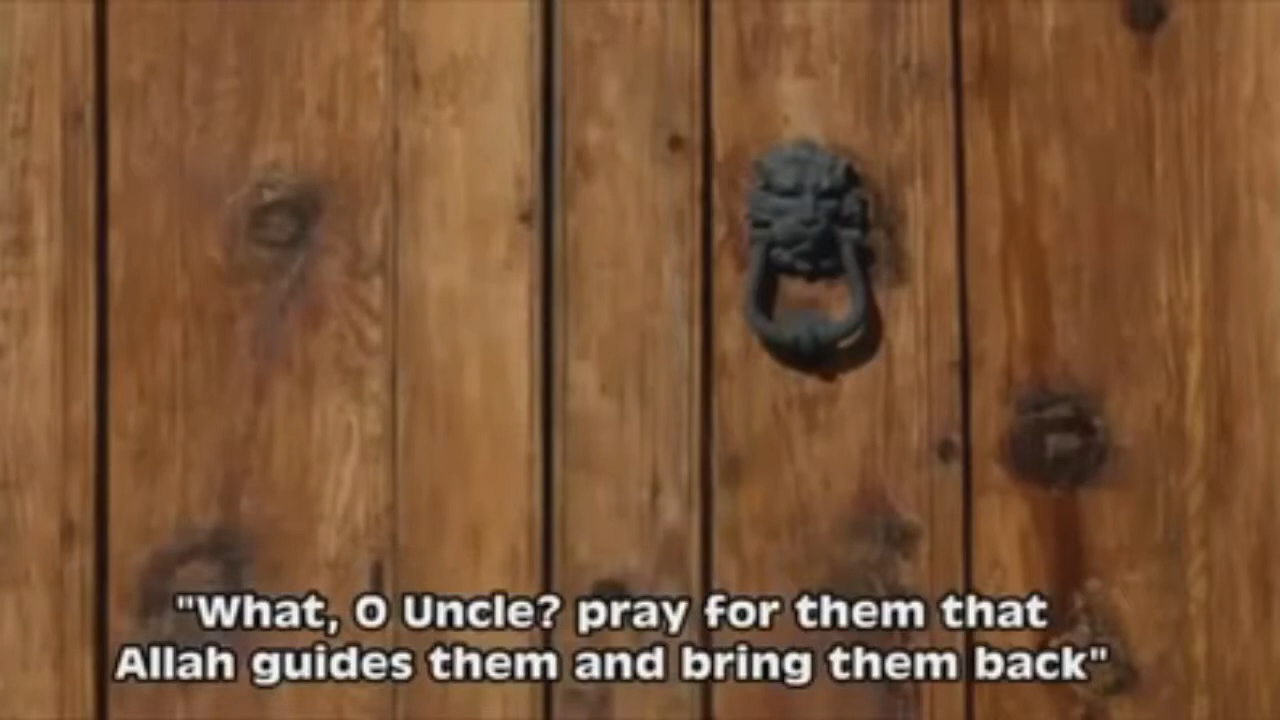 "What, O Uncle? pray for them that
Allah guides them and bring them back"